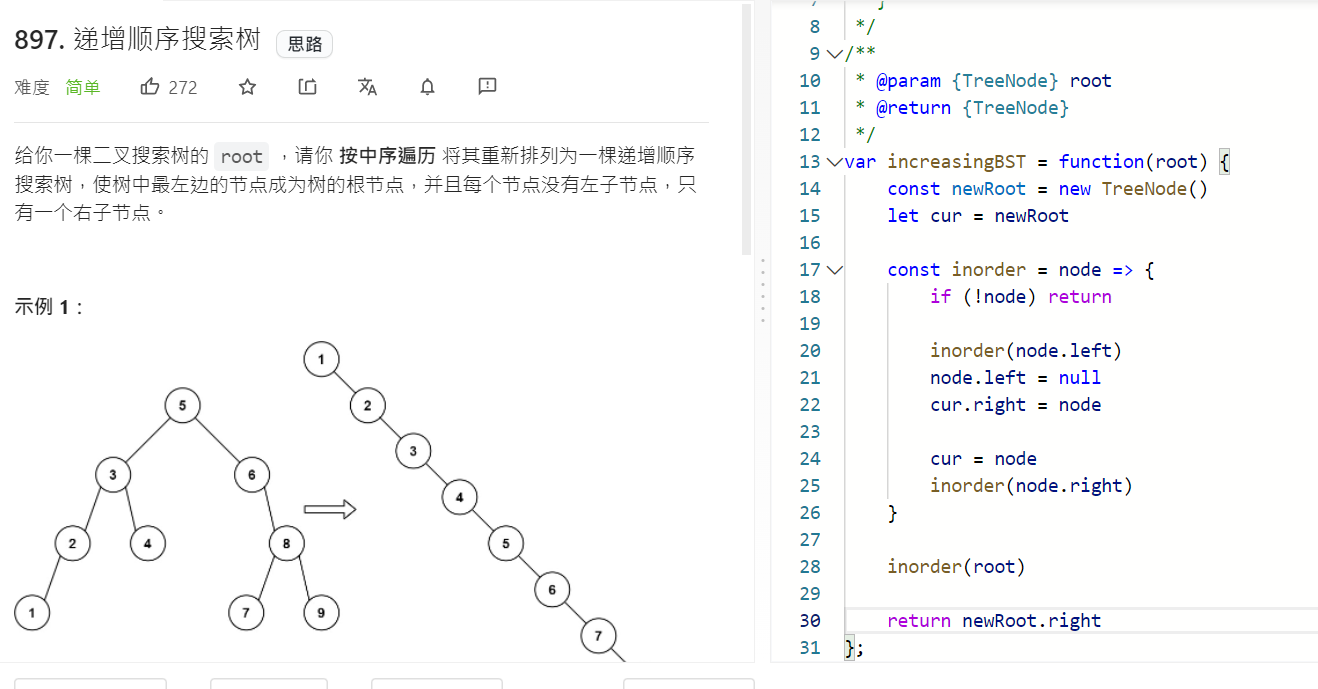 897. 递增顺序搜索树 思路
难度 简单 272
给你一棵二叉搜索树的 root ，请你 按中序遍历 将其重新排列为一棵递增顺序
搜索树，使树中最左边的节点成为树的根节点，并且每个节点没有左子节点，只
有一个右子节点。
示例 1：
1
5 2
3
3 6
4
2 4 8 5
6
1 7 9
7
8 */
9 /**
10 * @param {TreeNode} root
11 * @return {TreeNode}
12 */
13 var increasingBST = function(root) {
14 const newRoot = new TreeNode()
15 let cur = newRoot
16
17 const inorder = node => {
18 if (!node) return
19
20 inorder(node.left)
21 node.left = null
22 cur.right = node
23
24 cur = node
25 inorder(node.right)
26 }
27
28 inorder(root)
29
30 return newRoot.right
31 };